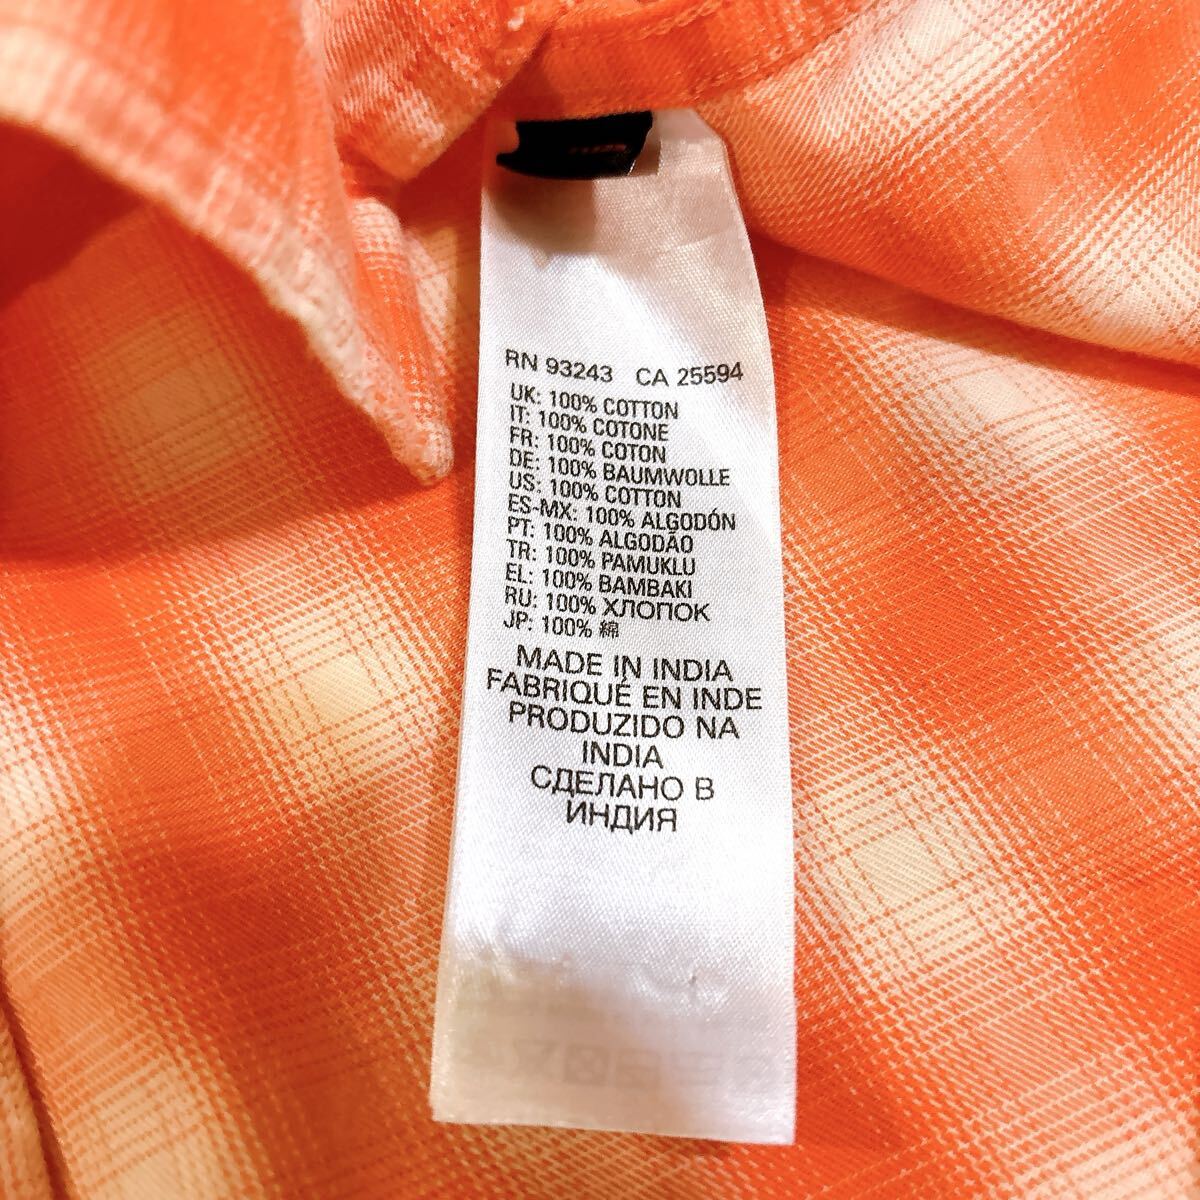 RN 93243 CA 25594
UK: 100% COTTON
IT: 100% COTONE
FR: 100% COTON
DE: 100% BAUMWOLLE
US: 100% COTTON
ES-MX: 100% ALGODÓN
PT: 100% ALGODÃO
TR: 100% PAMUKLU
EL: 100% BAMBAKI
RU: 100% ХЛОПОК
JP: 100% 綿
MADE IN INDIA
FABRIQUÉ EN INDE
PRODUZIDO NA
INDIA
СДЕЛАНО В
ИНДИЯ